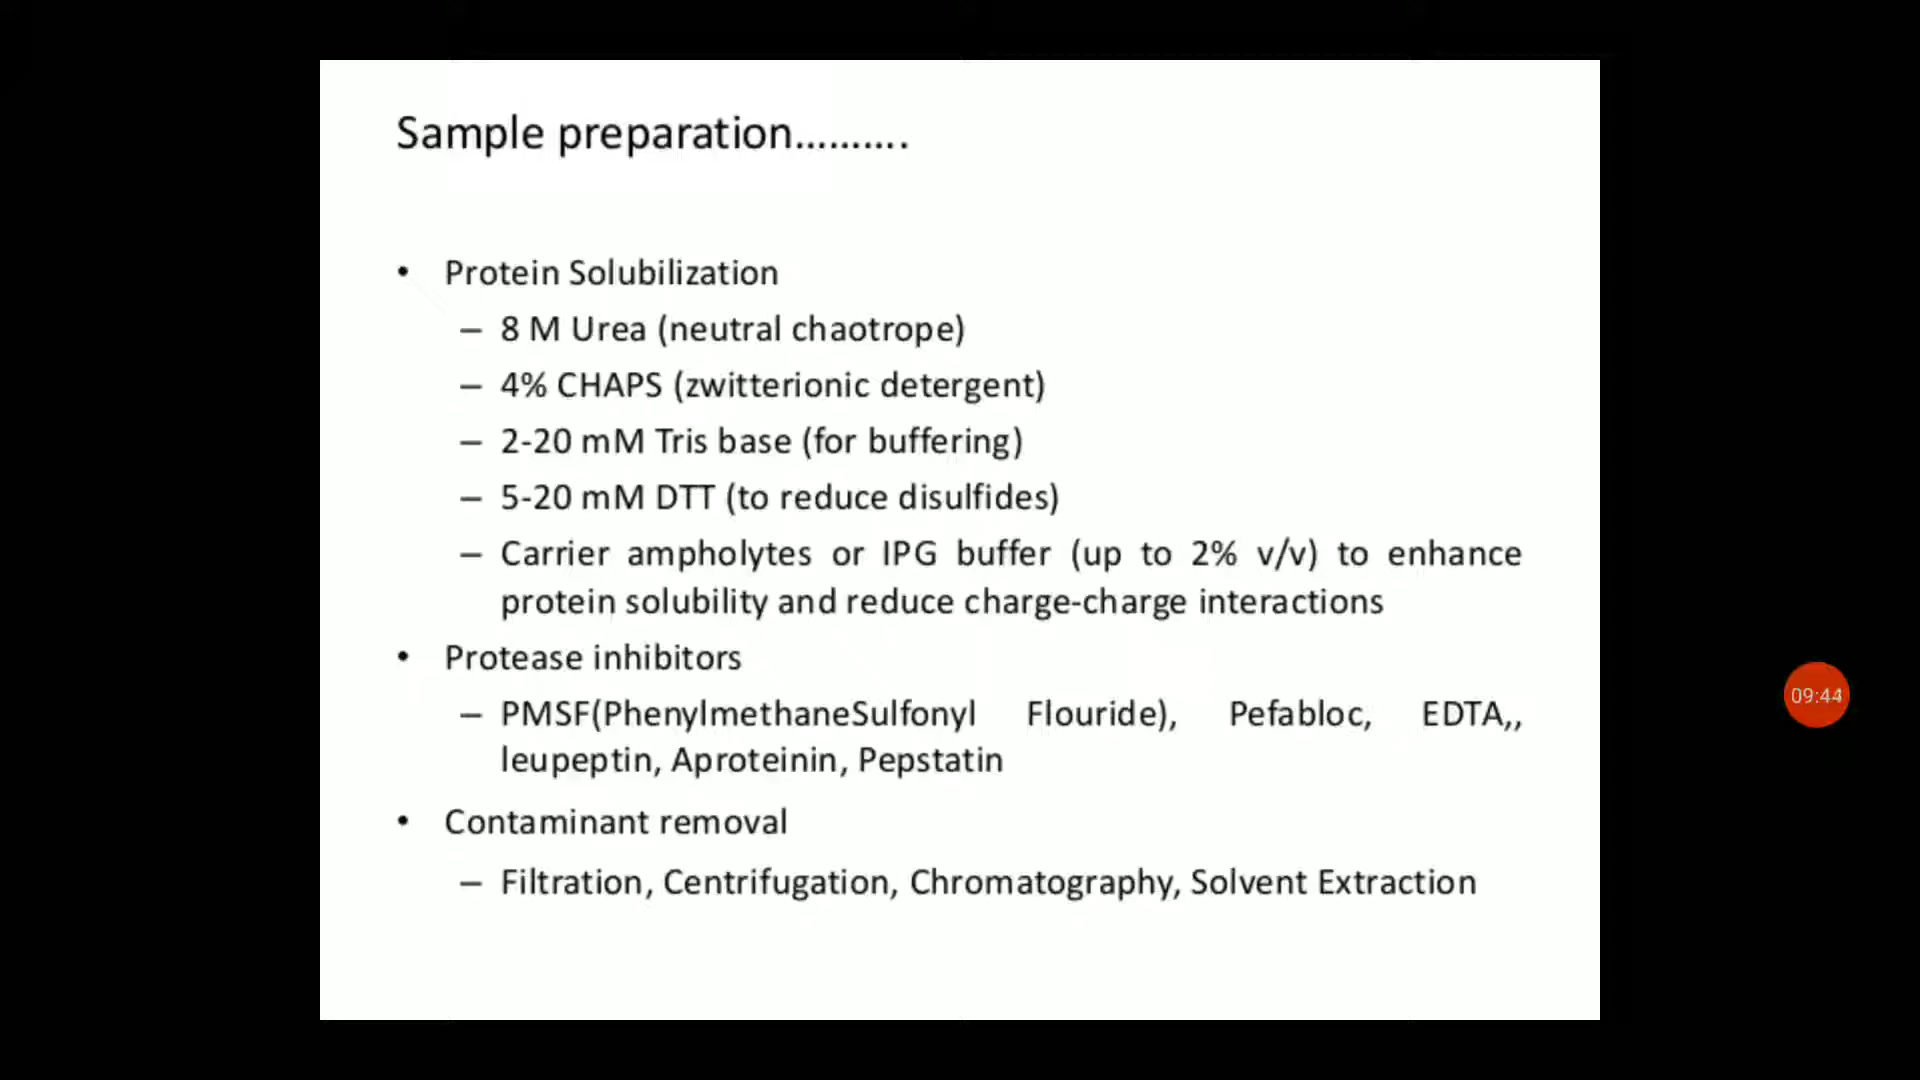 Sample preparation..........
• Protein Solubilization
– 8 M Urea (neutral chaotrope)
– 4% CHAPS (zwitterionic detergent)
– 2-20 mM Tris base (for buffering)
– 5-20 mM DTT (to reduce disulfides)
– Carrier ampholytes or IPG buffer (up to 2% v/v) to enhance
protein solubility and reduce charge-charge interactions
• Protease inhibitors
– PMSF(PhenylmethaneSulfonyl Flouride), Pefabloc, EDTA,,
leupeptin, Aproteinin, Pepstatin
• Contaminant removal
– Filtration, Centrifugation, Chromatography, Solvent Extraction
09:44